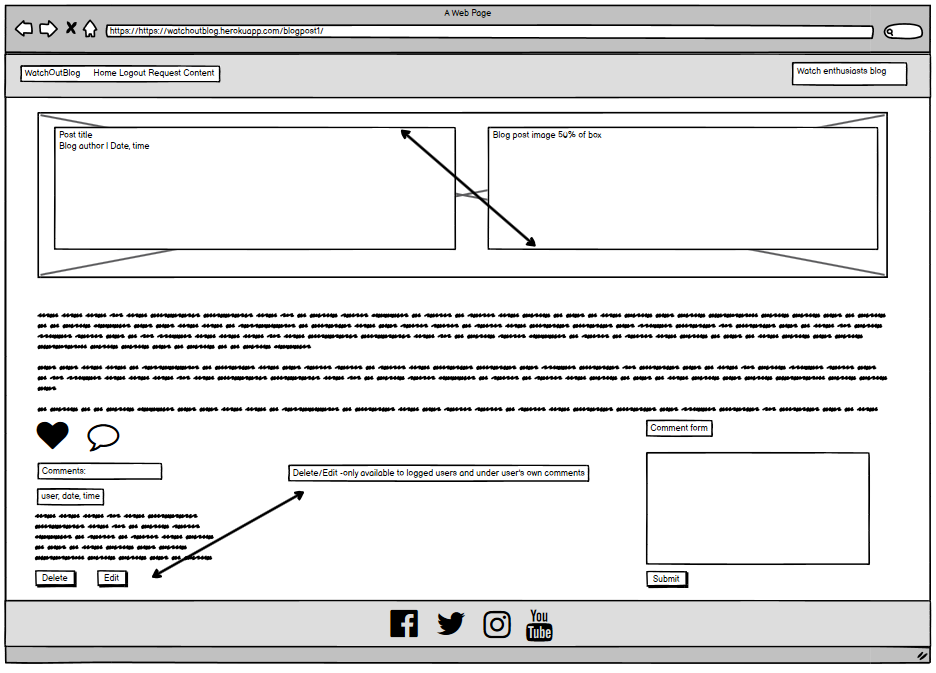 A Web Page
https://https://watchoutblog.herokuapp.com/blogpost1/
WatchOutBlog Home Logout Request Content
Watch enthusiasts blog
Post title
Blog author | Date, time
Blog post image 50% of box
Comment form
Comments:
Delete/Edit -only available to logged users and under user's own comments
user, date, time
Delete
Edit
Submit
You
Tube